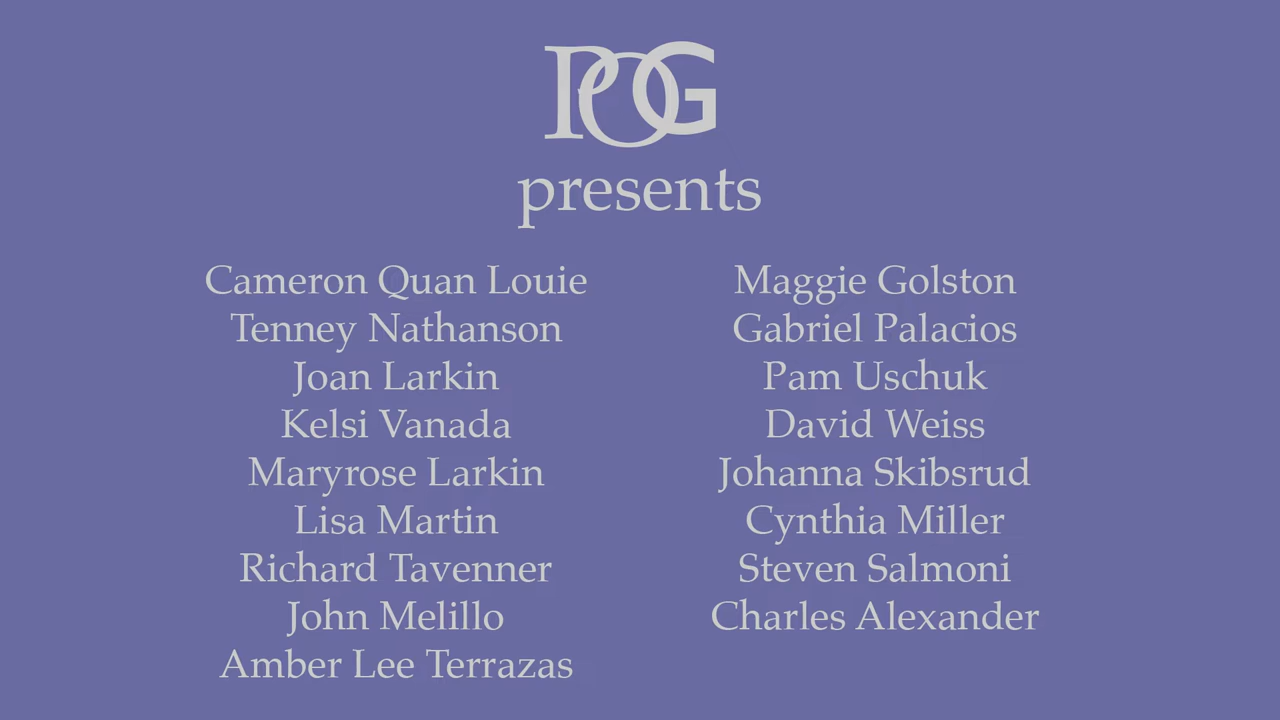 POG
presents
Cameron Quan Louie
Tenney Nathanson
Joan Larkin
Kelsi Vanada
Maryrose Larkin
Lisa Martin
Richard Tavenner
John Melillo
Amber Lee Terrazas
Maggie Golston
Gabriel Palacios
Pam Uschuk
David Weiss
Johanna Skibsrud
Cynthia Miller
Steven Salmoni
Charles Alexander